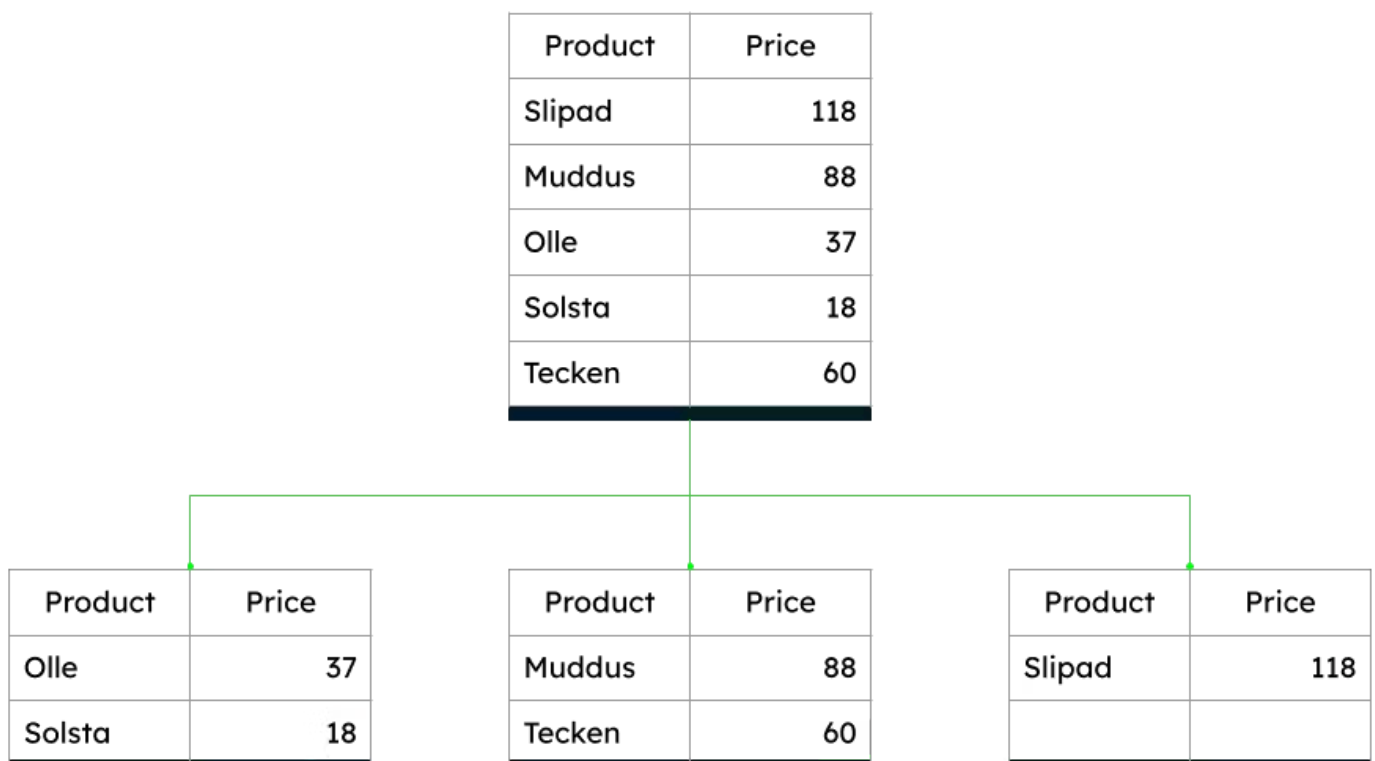 Product Price
Slipad 118
Muddus 88
Olle 37
Solsta 18
Tecken 60
Product Price
Olle 37
Solsta 18
Product Price
Muddus 88
Tecken 60
Product Price
Slipad 118